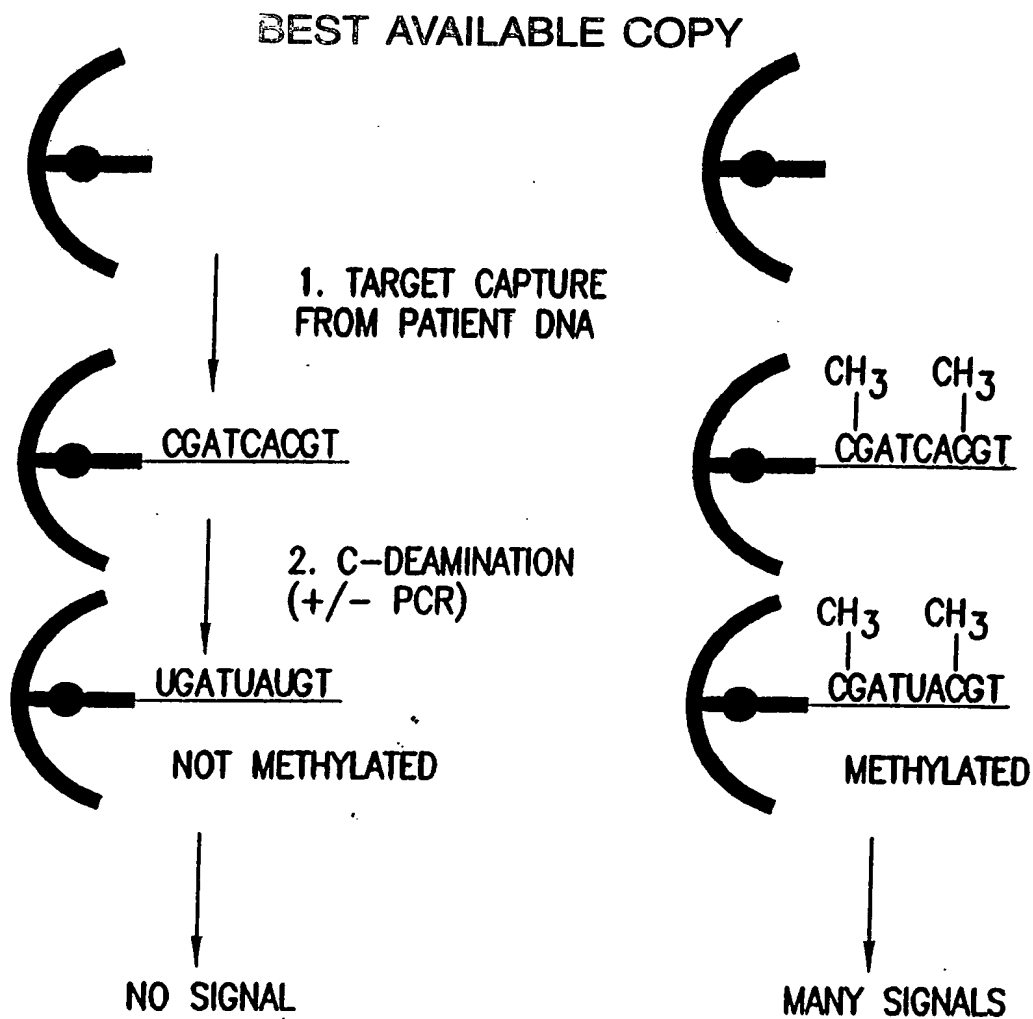 BEST AVAILABLE COPY
1. TARGET CAPTURE
FROM PATIENT DNA
CH3 CH3
CGATCACGT
CGATCACGT
2. C-DEAMINATION
(+/- PCR)
CH3 CH3
UGATUAUGT
CGATUACGT
NOT METHYLATED
METHYLATED
NO SIGNAL
MANY SIGNALS